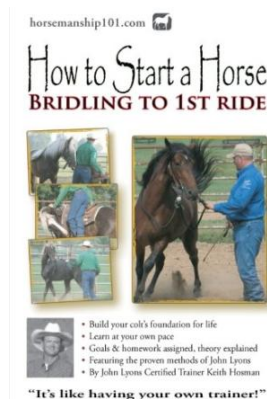 horsemanship101.com
How to Start a Horse
BRIDLING TO 1ST RIDE
• Build your colt's foundation for life
• Learn at your own pace
• Goals & homework assigned, theory explained
• Featuring the proven methods of John Lyons
• By John Lyons Certified Trainer Keith Hosman
"It's like having your own trainer!"